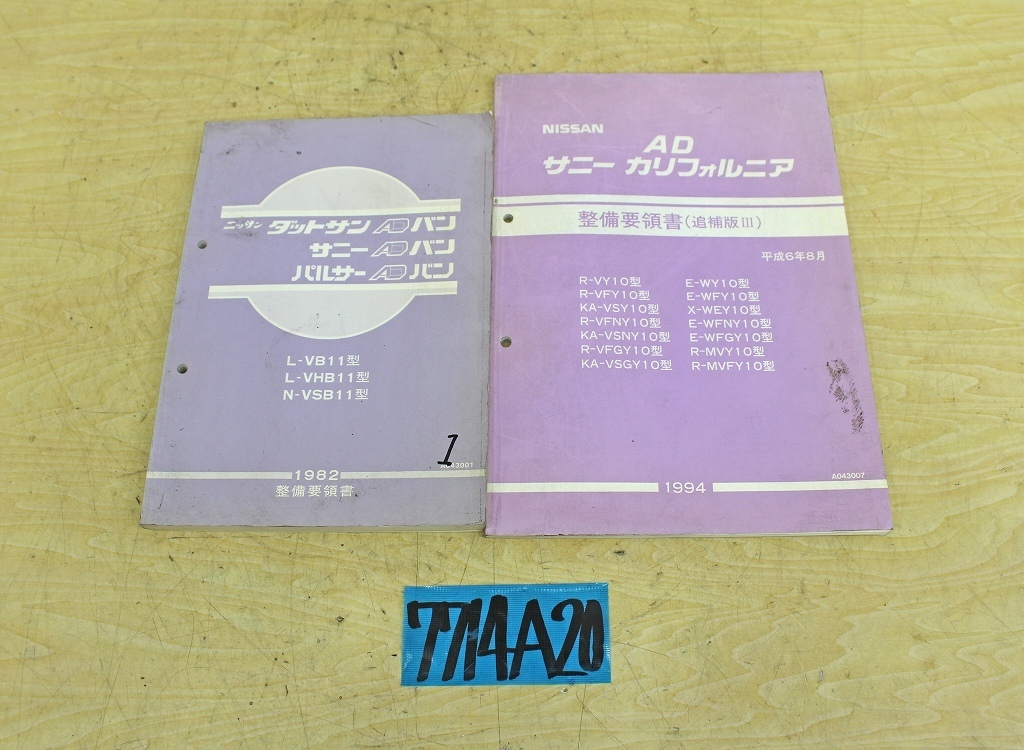 ニッサン ダットサン AD バン
サニー AD バン
パルサー AD バン
L-VB11型
L-VHB11型
N-VSB11型
1
A043001
1982
整備要領書
NISSAN
AD
サニー カリフォルニア
整備要領書(追補版Ⅲ)
平成6年8月
R-VY10型 E-WY10型
R-VFY10型 E-WFY10型
KA-VSY10型 X-WEY10型
R-VFNY10型 E-WFNY10型
KA-VSNY10型 E-WFGY10型
R-VFGY10型 R-MVY10型
KA-VSGY10型 R-MVFY10型
A043007
1994
7714A20